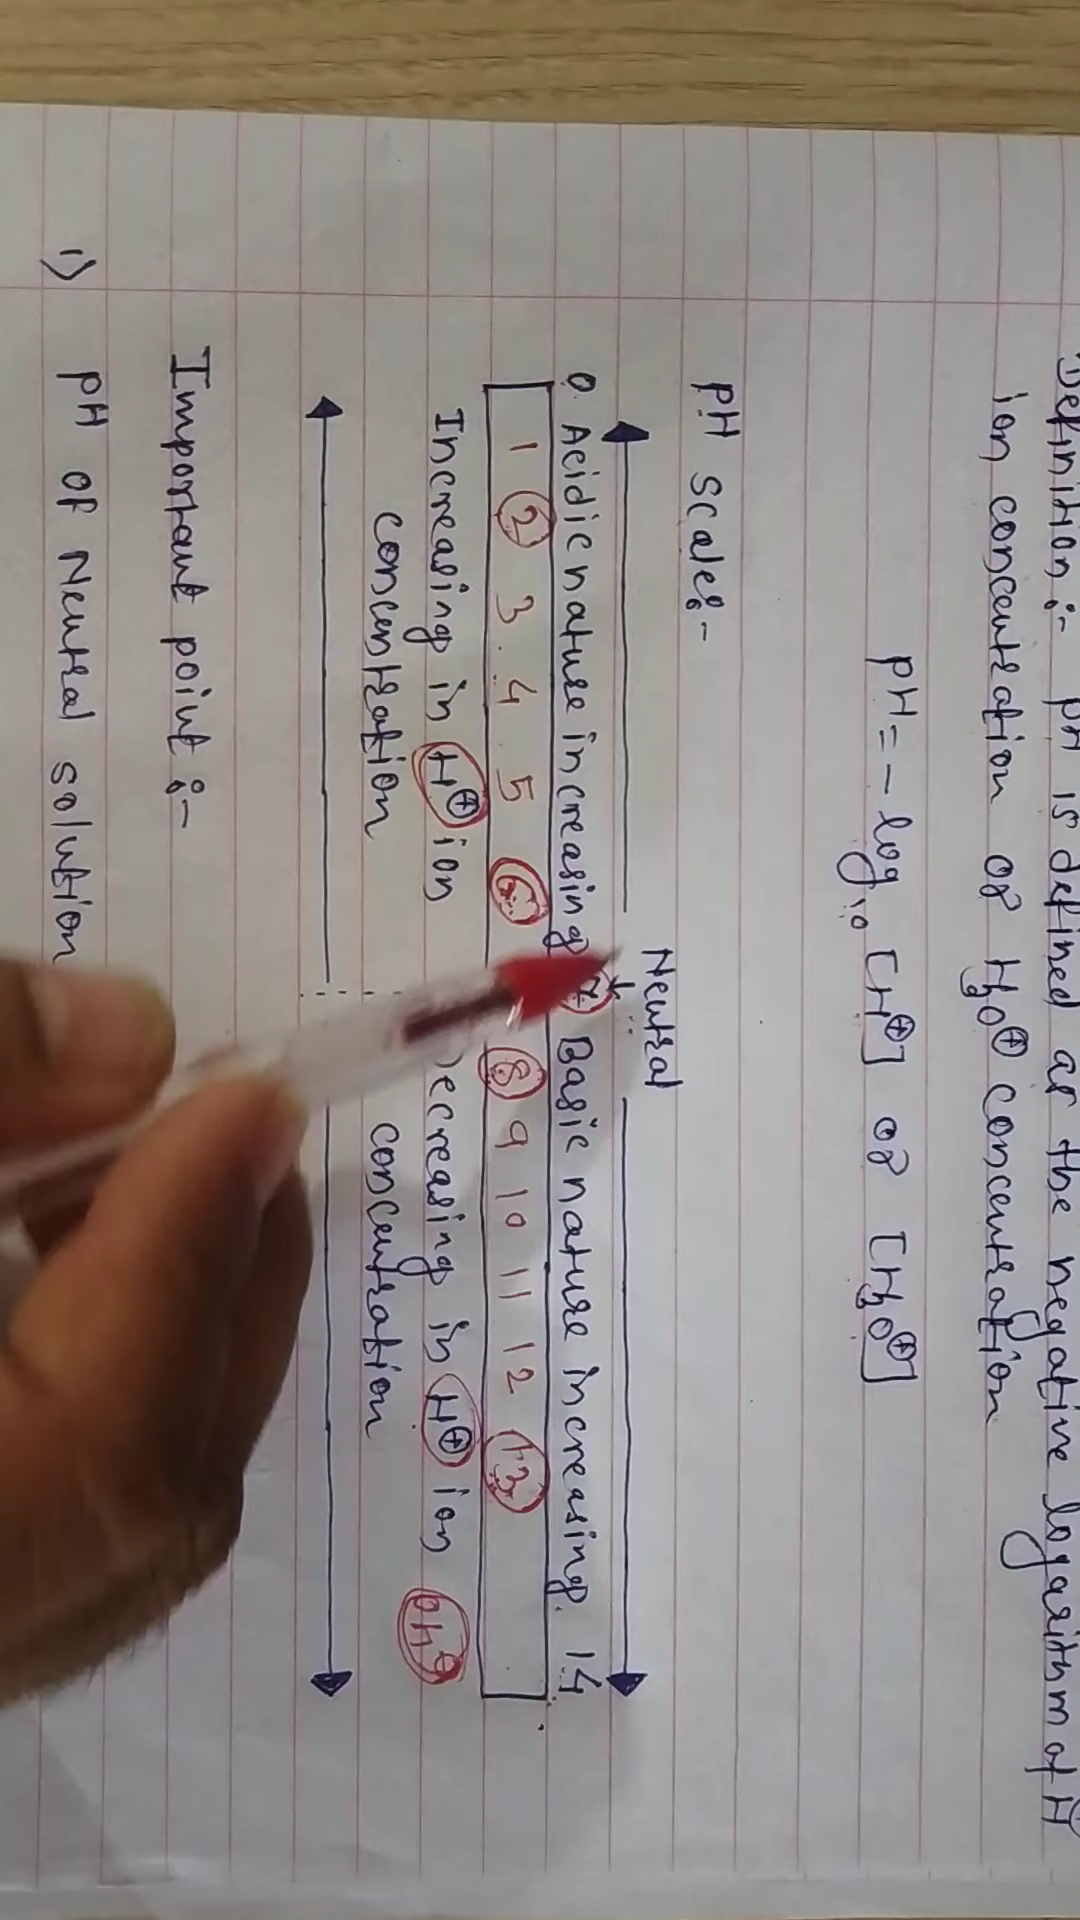 Definition :- pH is defined as the negative logarithm of H
ion concentration or H3O⊕ concentration
pH = - log10 [H⊕] or [H3O⊕]
pH Scale :-
Neutral
0. Acidic nature increasing 7 Basic nature increasing. 14
1 2 3 . 4 5 6 8 9 10 11 12 13
Increasing in H⊕ ion ecreasing in H⊕ ion OH⊖
concentration concentration
Important point :-
1) pH of Neutral solution